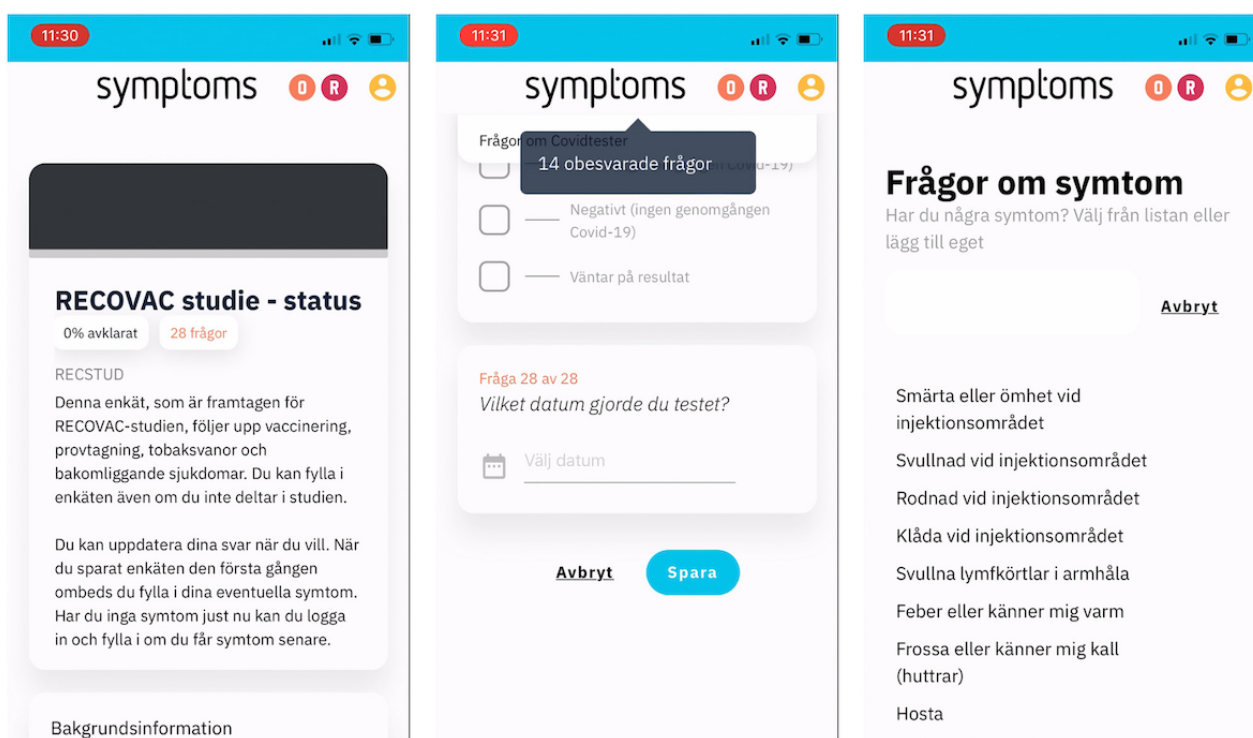 11:30
symptoms O R
RECOVAC studie - status
0% avklarat 28 frågor
RECSTUD
Denna enkät, som är framtagen för
RECOVAC-studien, följer upp vaccinering,
provtagning, tobaksvanor och
bakomliggande sjukdomar. Du kan fylla i
enkäten även om du inte deltar i studien.
Du kan uppdatera dina svar när du vill. När
du sparat enkäten den första gången
ombeds du fylla i dina eventuella symtom.
Har du inga symtom just nu kan du logga
in och fylla i om du får symtom senare.
Bakgrundsinformation
11:31
symptoms O R
Frågor om Covidtester
14 obesvarade frågor
Covid-19)
Negativt (ingen genomgången
Covid-19)
Väntar på resultat
Fråga 28 av 28
Vilket datum gjorde du testet?
Välj datum
Avbryt Spara
11:31
symptoms O R
Frågor om symtom
Har du några symtom? Välj från listan eller
lägg till eget
Avbryt
Smärta eller ömhet vid
injektionsområdet
Svullnad vid injektionsområdet
Rodnad vid injektionsområdet
Klåda vid injektionsområdet
Svullna lymfkörtlar i armhåla
Feber eller känner mig varm
Frossa eller känner mig kall
(huttrar)
Hosta